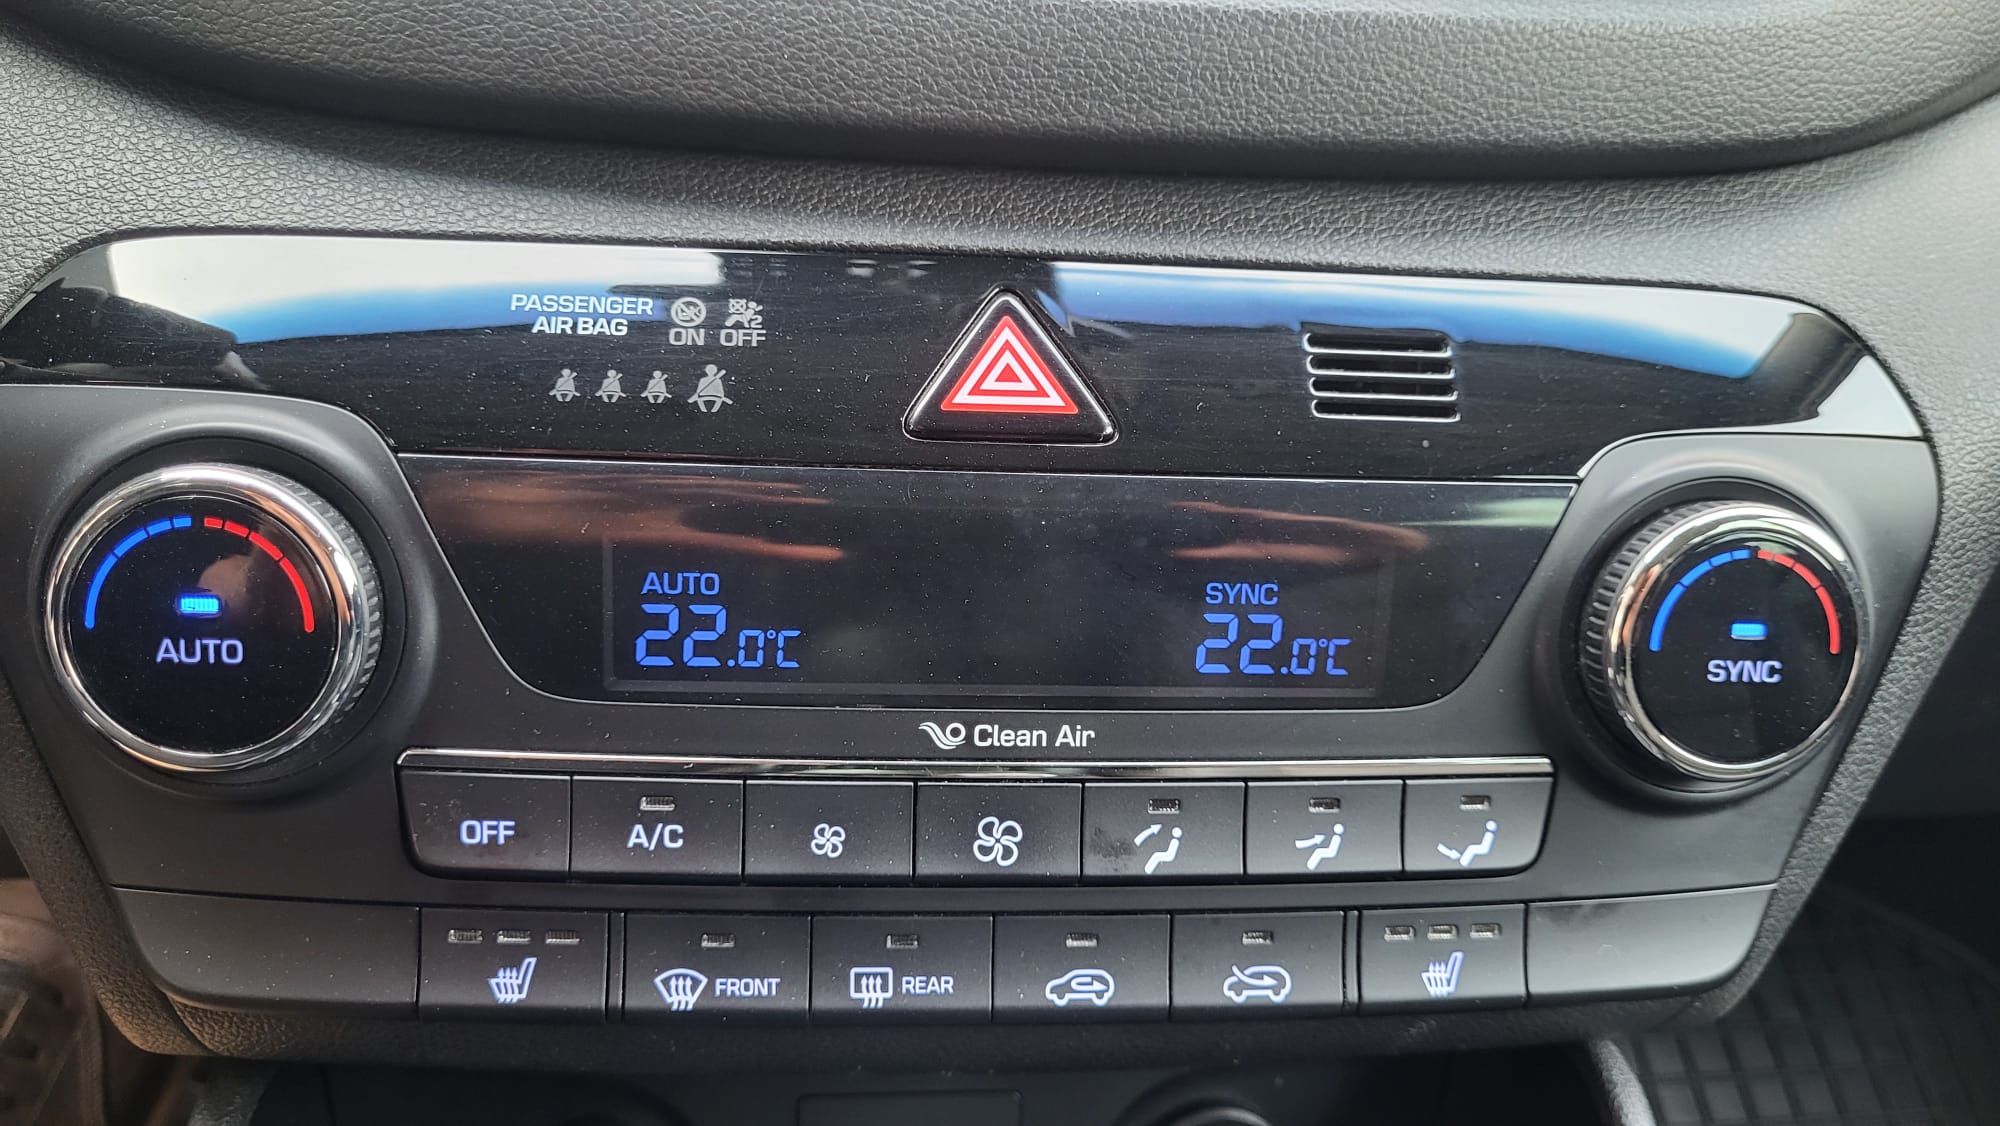 PASSENGER
AIR BAG
ON OFF
AUTO
22.0°C
SYNC
22.0°C
AUTO
SYNC
Clean Air
OFF
A/C
FRONT
REAR